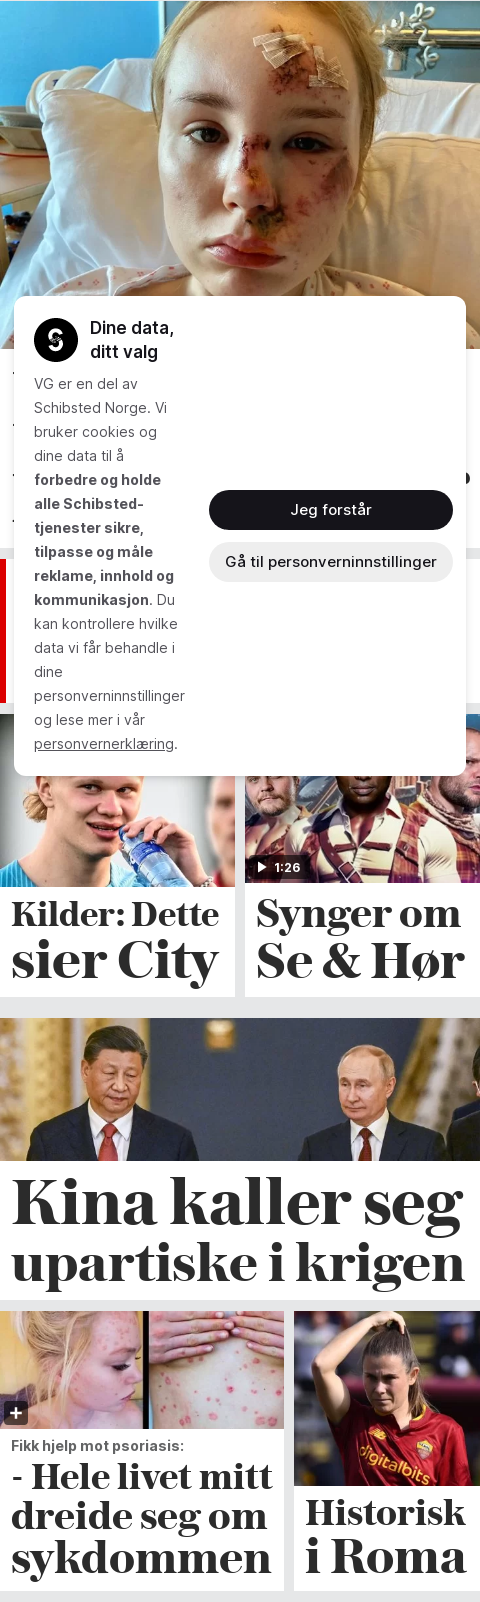 Dine data,
ditt valg
VG er en del av
Schibsted Norge. Vi
bruker cookies og
dine data til å
forbedre og holde
alle Schibsted-
tjenester sikre,
tilpasse og måle
reklame, innhold og
kommunikasjon. Du
kan kontrollere hvilke
data vi får behandle i
dine
personverninnstillinger
og lese mer i vår
personvernerklæring.
Jeg forstår
Gå til personverninnstillinger
1:26
Kilder: Dette
sier City
Synger om
Se & Hør
Kina kaller seg
upartiske i krigen
Fikk hjelp mot psoriasis:
- Hele livet mitt
dreide seg om
sykdommen
digitalbits
Historisk
i Roma